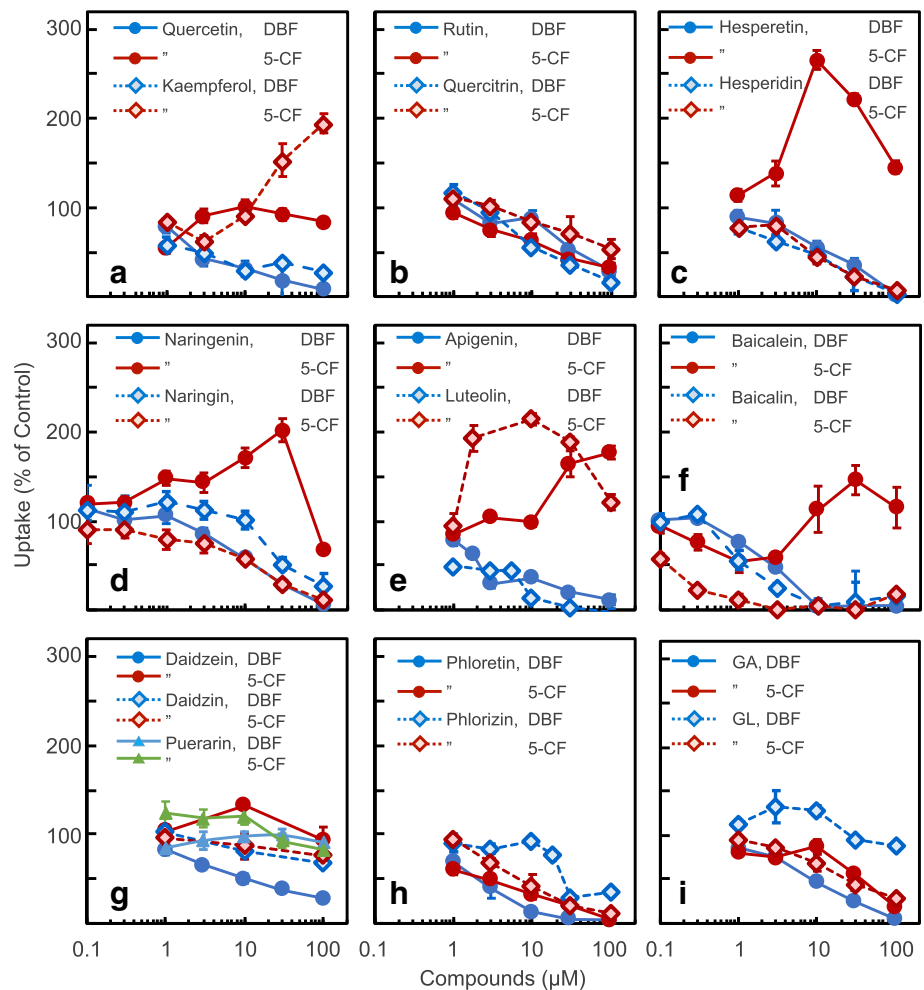 300
200
100
Quercetin, DBF
” 5-CF
Kaempferol, DBF
” 5-CF
a
Rutin, DBF
” 5-CF
Quercitrin, DBF
” 5-CF
b
Hesperetin, DBF
” 5-CF
Hesperidin DBF
” 5-CF
c
Uptake (% of Control)
300
200
100
Naringenin, DBF
” 5-CF
Naringin, DBF
” 5-CF
d
Apigenin, DBF
” 5-CF
Luteolin, DBF
” 5-CF
e
Baicalein, DBF
” 5-CF
Baicalin, DBF
” 5-CF
f
300
200
100
Daidzein, DBF
” 5-CF
Daidzin, DBF
” 5-CF
Puerarin, DBF
” 5-CF
g
Phloretin, DBF
” 5-CF
Phlorizin, DBF
” 5-CF
h
GA, DBF
” 5-CF
GL, DBF
” 5-CF
i
0.1 1 10 100
0.1 1 10 100
0.1 1 10 100
Compounds (µM)